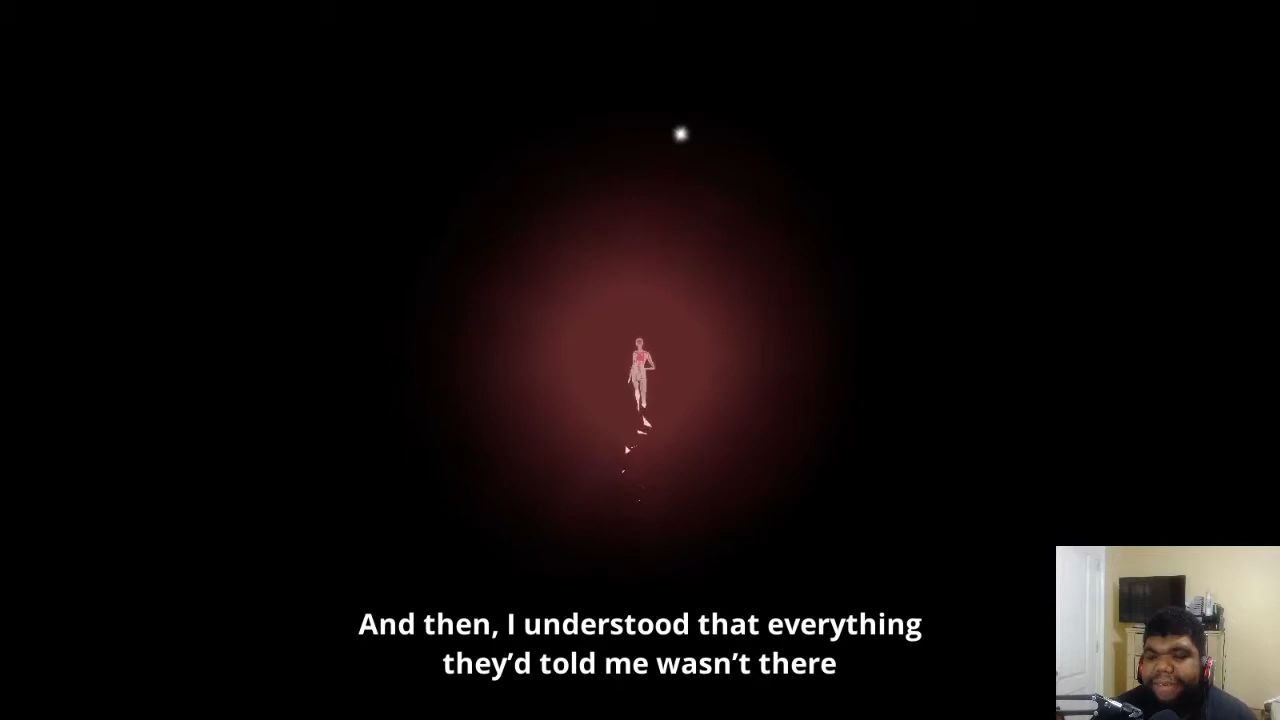 And then, I understood that everything
they’d told me wasn’t there